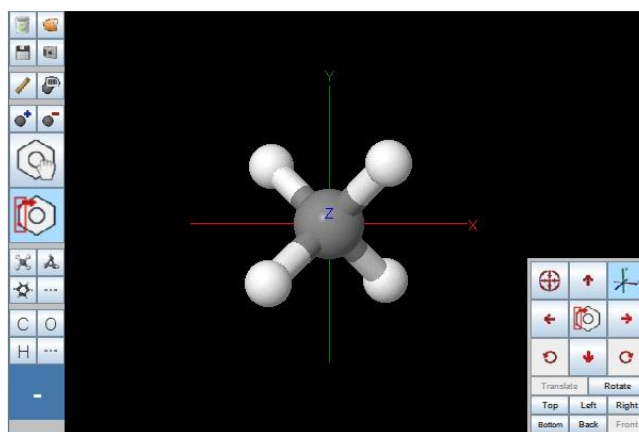 Y
Z
X
C O
H ---
-
Translate Rotate
Top Left Right
Bottom Back Front